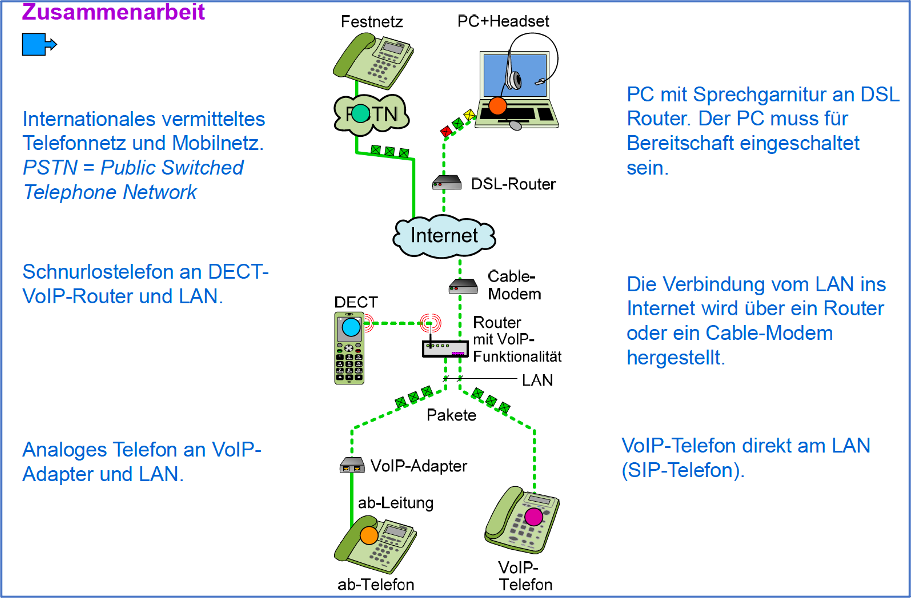 Zusammenarbeit
Festnetz
PC+Headset
PSTN
Internationales vermitteltes
Telefonnetz und Mobilnetz.
PSTN = Public Switched
Telephone Network
PC mit Sprechgarnitur an DSL
Router. Der PC muss für
Bereitschaft eingeschaltet
sein.
DSL-Router
Internet
Schnurlostelefon an DECT-
VoIP-Router und LAN.
Cable-
Modem
DECT
Router
mit VoIP-
Funktionalität
Die Verbindung vom LAN ins
Internet wird über ein Router
oder ein Cable-Modem
hergestellt.
LAN
Pakete
Analoges Telefon an VoIP-
Adapter und LAN.
VoIP-Adapter
VoIP-Telefon direkt am LAN
(SIP-Telefon).
ab-Leitung
ab-Telefon
VoIP-
Telefon